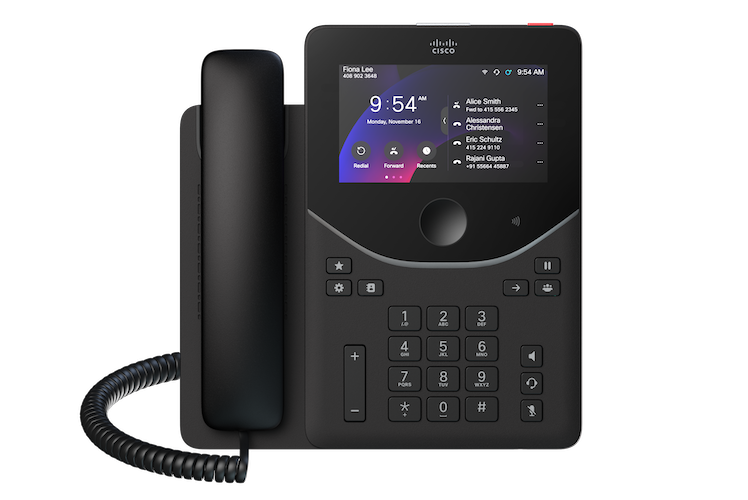 CISCO
Fiona Lee
408 902 3648
9:54 AM
9:54 AM
Monday, November 16
Redial
Forward
Recents
Alice Smith
Fwd to 415 556 2345
Alessandra
Christensen
Eric Schultz
415 224 9110
Rajani Gupta
+91 55664 45887
1
2
ABC
3
DEF
4
GHI
5
JKL
6
MNO
7
PQRS
8
TUV
9
WXYZ
*
+
0
#
+
−